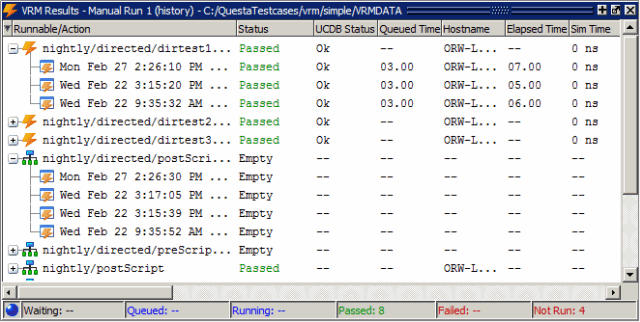 VRM Results - Manual Run 1 (history) - C:/QuestaTestcases/vrm/simple/VRMDATA
Runnable/Action Status UCDB Status Queued Time Hostname Elapsed Time Sim Time
nightly/directed/dirtest1... Passed Ok -- ORW-L... -- 0 ns
Mon Feb 27 2:26:10 PM ... Passed Ok 03.00 ORW-L... 07.00 0 ns
Wed Feb 22 3:15:20 PM ... Passed Ok 03.00 ORW-L... 05.00 0 ns
Wed Feb 22 9:35:32 AM ... Passed Ok 03.00 ORW-L... 06.00 0 ns
nightly/directed/dirtest2... Passed Ok -- ORW-L... -- 0 ns
nightly/directed/dirtest3... Passed Ok -- ORW-L... -- 0 ns
nightly/directed/postScri... Empty -- -- -- -- --
Mon Feb 27 2:26:30 PM ... Empty -- -- -- -- --
Wed Feb 22 3:17:05 PM ... Empty -- -- -- -- --
Wed Feb 22 3:15:39 PM ... Empty -- -- -- -- --
Wed Feb 22 9:35:52 AM ... Empty -- -- -- -- --
nightly/directed/preScrip... Empty -- -- -- -- --
nightly/postScript Passed -- -- ORW-L... -- --
Waiting: -- Queued: -- Running: -- Passed: 8 Failed: -- Not Run: 4